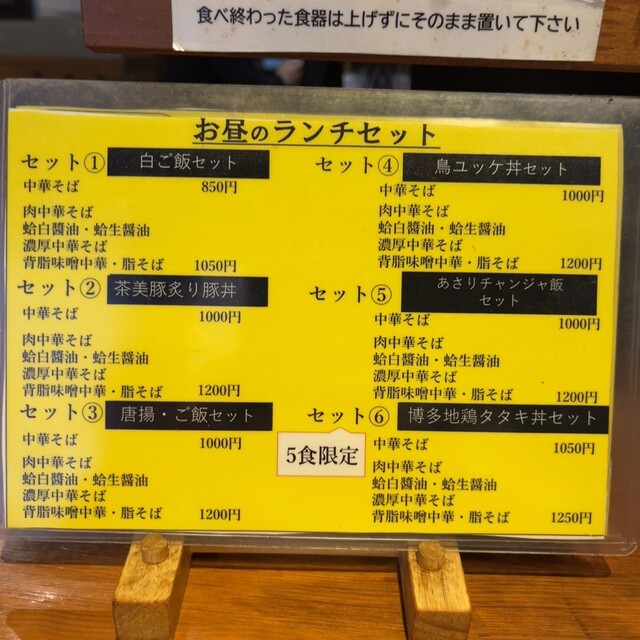 食べ終わった食器は上げずにそのまま置いて下さい
お昼のランチセット
セット① 白ご飯セット
中華そば 850円
肉中華そば
蛤白醬油・蛤生醤油
濃厚中華そば
背脂味噌中華・脂そば 1050円
セット② 茶美豚炙り豚丼
中華そば 1000円
肉中華そば
蛤白醬油・蛤生醤油
濃厚中華そば
背脂味噌中華・脂そば 1200円
セット③ 唐揚・ご飯セット
中華そば 1000円
肉中華そば
蛤白醬油・蛤生醤油
濃厚中華そば
背脂味噌中華・脂そば 1200円
セット④ 鳥ユッケ丼セット
中華そば 1000円
肉中華そば
蛤白醬油・蛤生醤油
濃厚中華そば
背脂味噌中華・脂そば 1200円
セット⑤ あさりチャンジャ飯
セット
中華そば 1000円
肉中華そば
蛤白醬油・蛤生醤油
濃厚中華そば
背脂味噌中華・脂そば 1200円
セット⑥ 博多地鶏タタキ丼セット
5食限定
中華そば 1050円
肉中華そば
蛤白醬油・蛤生醤油
濃厚中華そば
背脂味噌中華・脂そば 1250円